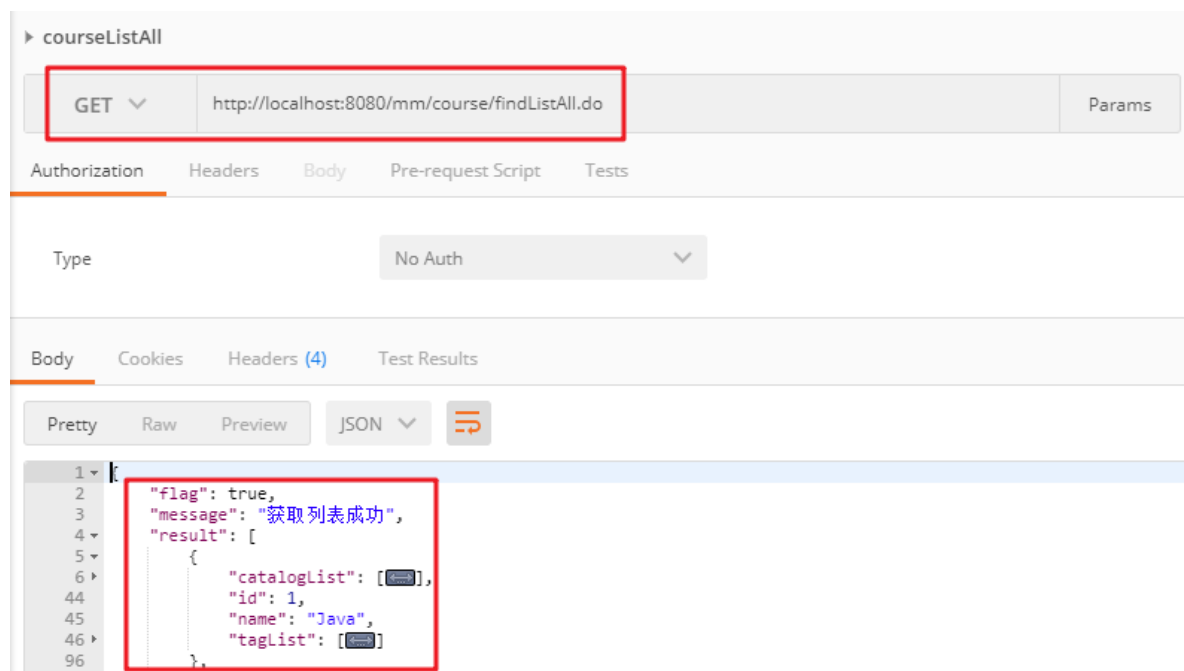 courseListAll
GET http://localhost:8080/mm/course/findListAll.do Params
Authorization Headers Body Pre-request Script Tests
Type No Auth
Body Cookies Headers (4) Test Results
Pretty Raw Preview JSON
1 {
2 "flag": true,
3 "message": "获取列表成功",
4 "result": [
5 {
6 "catalogList": [],
44 "id": 1,
45 "name": "Java",
46 "tagList": []
96 },